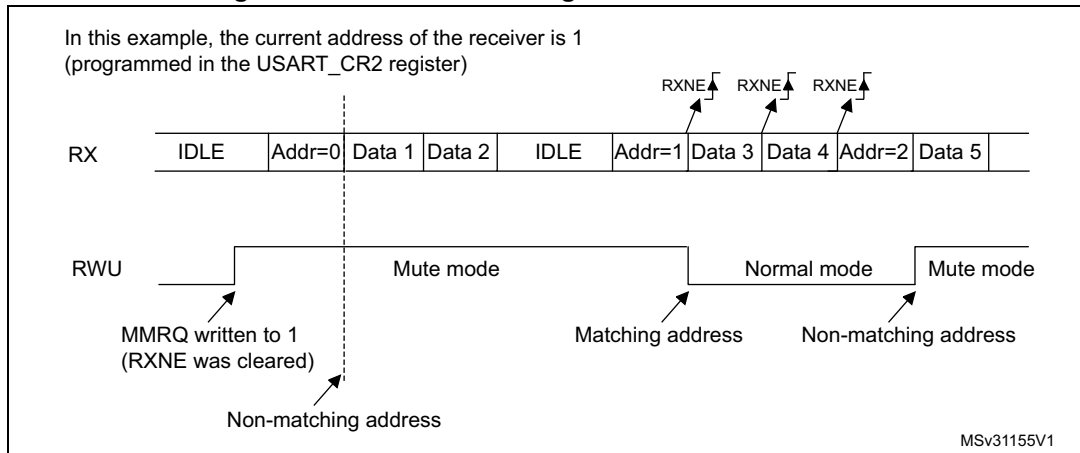 In this example, the current address of the receiver is 1
(programmed in the USART_CR2 register)
RXNE RXNE RXNE
RX IDLE Addr=0 Data 1 Data 2 IDLE Addr=1 Data 3 Data 4 Addr=2 Data 5
RWU Mute mode Normal mode Mute mode
MMRQ written to 1 Matching address Non-matching address
(RXNE was cleared)
Non-matching address
MSv31155V1